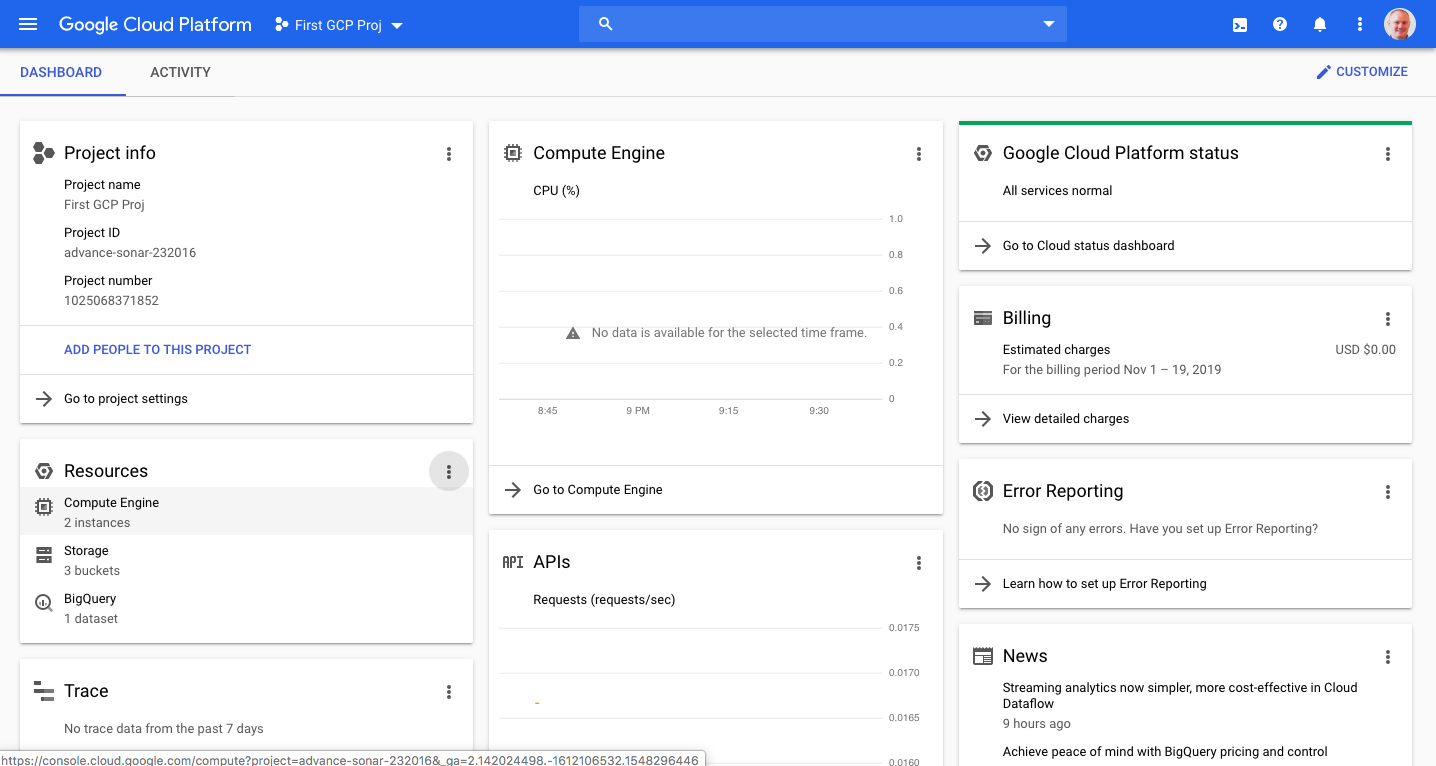 Google Cloud Platform
First GCP Proj
DASHBOARD
ACTIVITY
CUSTOMIZE
Project info
Project name
First GCP Proj
Project ID
advance-sonar-232016
Project number
1025068371852
ADD PEOPLE TO THIS PROJECT
Go to project settings
Resources
Compute Engine
2 instances
Storage
3 buckets
BigQuery
1 dataset
Trace
No trace data from the past 7 days
Compute Engine
CPU (%)
1.0
0.8
0.6
0.4
No data is available for the selected time frame.
0.2
0
8:45
9 PM
9:15
9:30
Go to Compute Engine
API
APIs
Requests (requests/sec)
0.0175
0.0170
0.0165
0.0160
Google Cloud Platform status
All services normal
Go to Cloud status dashboard
Billing
Estimated charges
USD $0.00
For the billing period Nov 1 – 19, 2019
View detailed charges
Error Reporting
No sign of any errors. Have you set up Error Reporting?
Learn how to set up Error Reporting
News
Streaming analytics now simpler, more cost-effective in Cloud
Dataflow
9 hours ago
Achieve peace of mind with BigQuery pricing and control
https://console.cloud.google.com/compute?project=advance-sonar-232016&_ga=2.142024498.-1612106532.1548296446